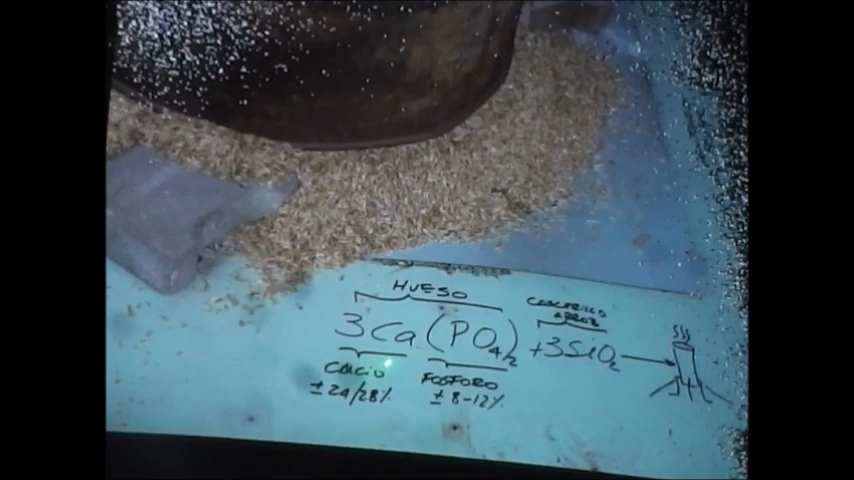 HUESO
CASCARILLA
ARROZ
3Ca(PO4)2 + 3SiO2 →
CALCIO
FOSFORO
± 24/28%
± 8-12%